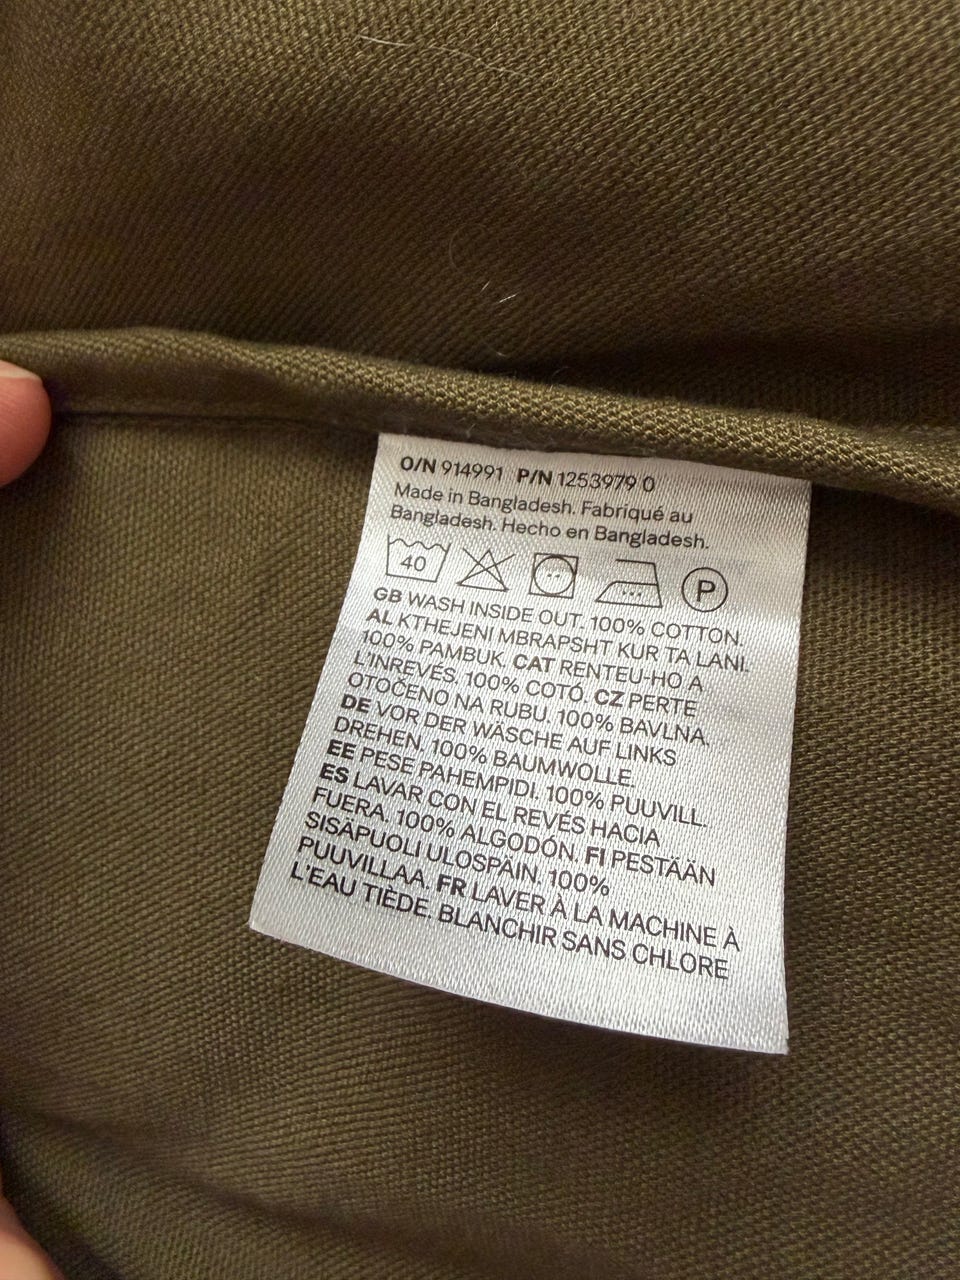 O/N 914991 P/N 1253979 0
Made in Bangladesh. Fabriqué au
Bangladesh. Hecho en Bangladesh.
40 P
GB WASH INSIDE OUT. 100% COTTON.
AL KTHEJENI MBRAPSHT KUR TA LANI.
100% PAMBUK. CAT RENTEU-HO A
L'INREVÉS, 100% COTÓ. CZ PERTE
OTOČENO NA RUBU, 100% BAVLNA.
DE VOR DER WÄSCHE AUF LINKS
DREHEN, 100% BAUMWOLLE.
EE PESE PAHEMPIDI, 100% PUUVILL.
ES LAVAR CON EL REVÉS HACIA
FUERA. 100% ALGODÓN. FI PESTÄÄN
SISÄPUOLI ULOSPÄIN, 100%
PUUVILLAA. FR LAVER À LA MACHINE À
L'EAU TIÈDE. BLANCHIR SANS CHLORE